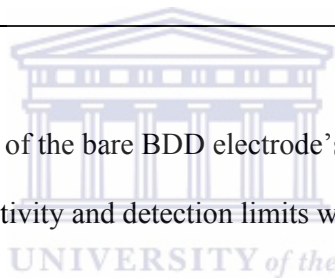 of the bare BDD electrode's
tivity and detection limits w
UNIVERSITY of the